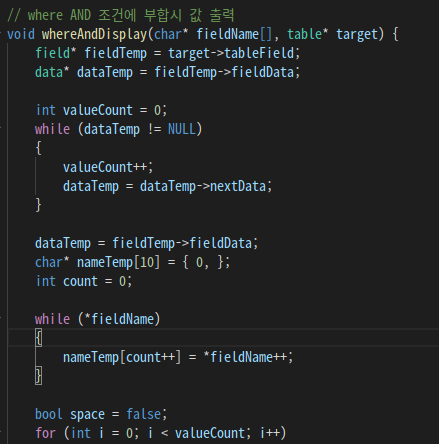 // where AND 조건에 부합시 값 출력
void whereAndDisplay(char* fieldName[], table* target) {
field* fieldTemp = target->tableField;
data* dataTemp = fieldTemp->fieldData;
int valueCount = 0;
while (dataTemp != NULL)
{
valueCount++;
dataTemp = dataTemp->nextData;
}
dataTemp = fieldTemp->fieldData;
char* nameTemp[10] = { 0, };
int count = 0;
while (*fieldName)
{
nameTemp[count++] = *fieldName++;
}
bool space = false;
for (int i = 0; i < valueCount; i++)